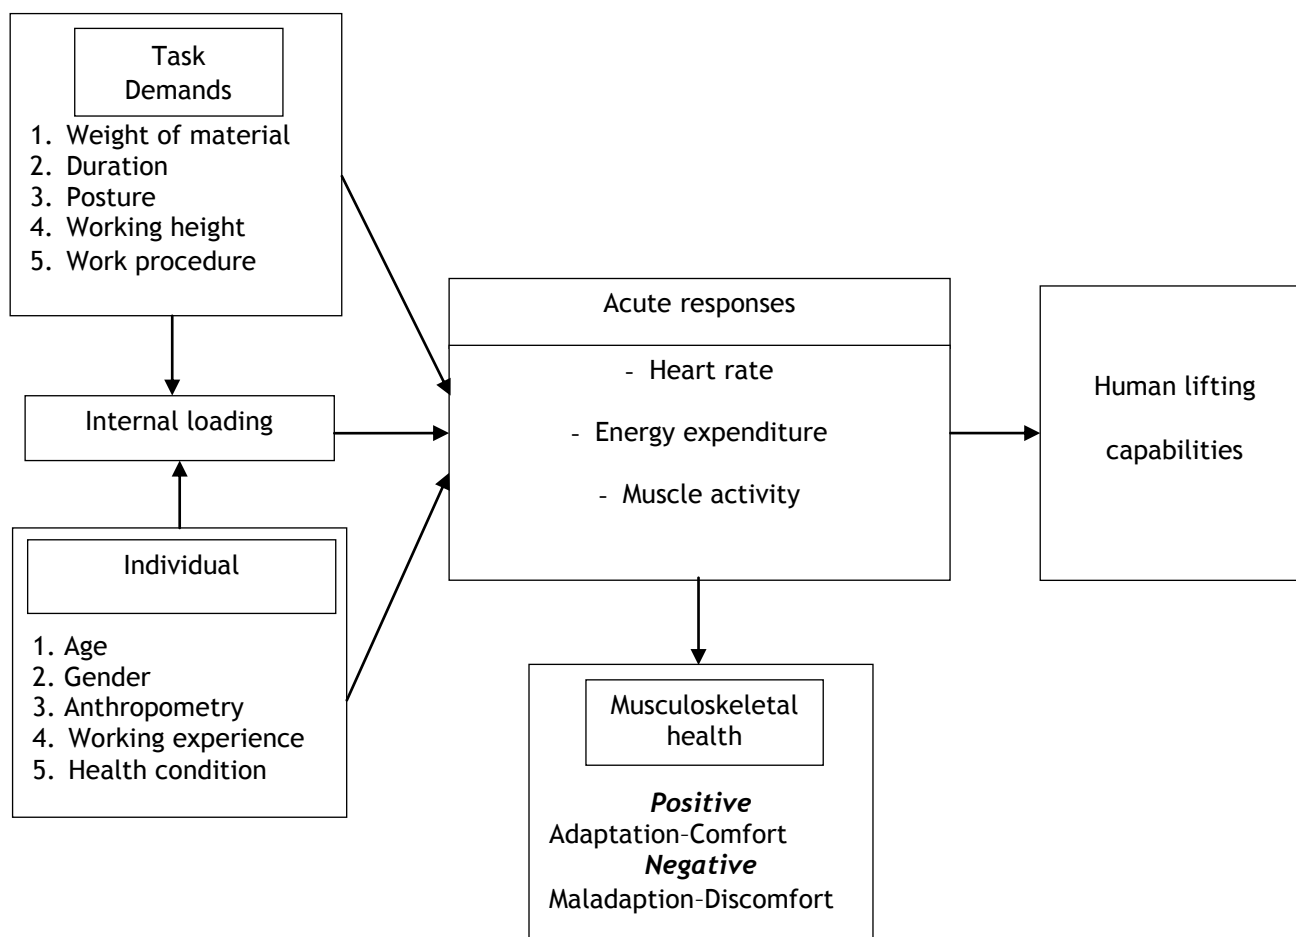 Task
Demands
1. Weight of material
2. Duration
3. Posture
4. Working height
5. Work procedure
Internal loading
Individual
1. Age
2. Gender
3. Anthropometry
4. Working experience
5. Health condition
Acute responses
- Heart rate
- Energy expenditure
- Muscle activity
Human lifting
capabilities
Musculoskeletal
health
Positive
Adaptation–Comfort
Negative
Maladaption–Discomfort